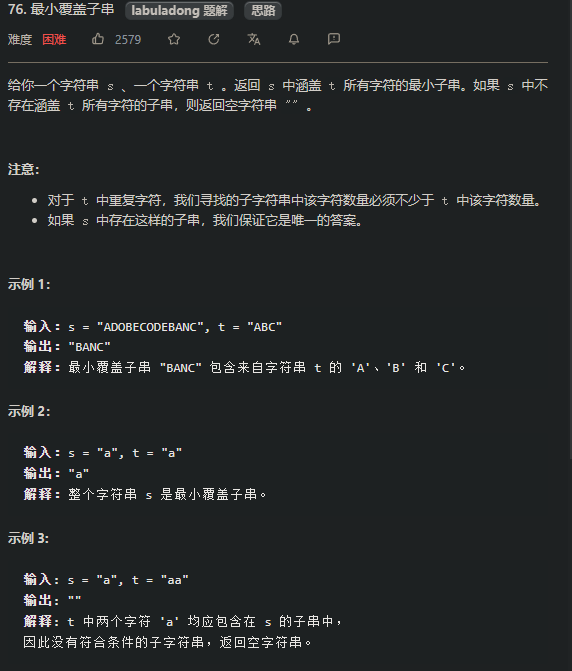 76. 最小覆盖子串 labuladong 题解 思路
难度 困难 2579
给你一个字符串 s 、一个字符串 t 。返回 s 中涵盖 t 所有字符的最小子串。如果 s 中不
存在涵盖 t 所有字符的子串，则返回空字符串 "" 。
注意：
• 对于 t 中重复字符，我们寻找的子字符串中该字符数量必须不少于 t 中该字符数量。
• 如果 s 中存在这样的子串，我们保证它是唯一的答案。
示例 1：
输入：s = "ADOBECODEBANC", t = "ABC"
输出："BANC"
解释：最小覆盖子串 "BANC" 包含来自字符串 t 的 'A'、'B' 和 'C'。
示例 2：
输入：s = "a", t = "a"
输出："a"
解释：整个字符串 s 是最小覆盖子串。
示例 3:
输入: s = "a", t = "aa"
输出: ""
解释: t 中两个字符 'a' 均应包含在 s 的子串中，
因此没有符合条件的子字符串，返回空字符串。